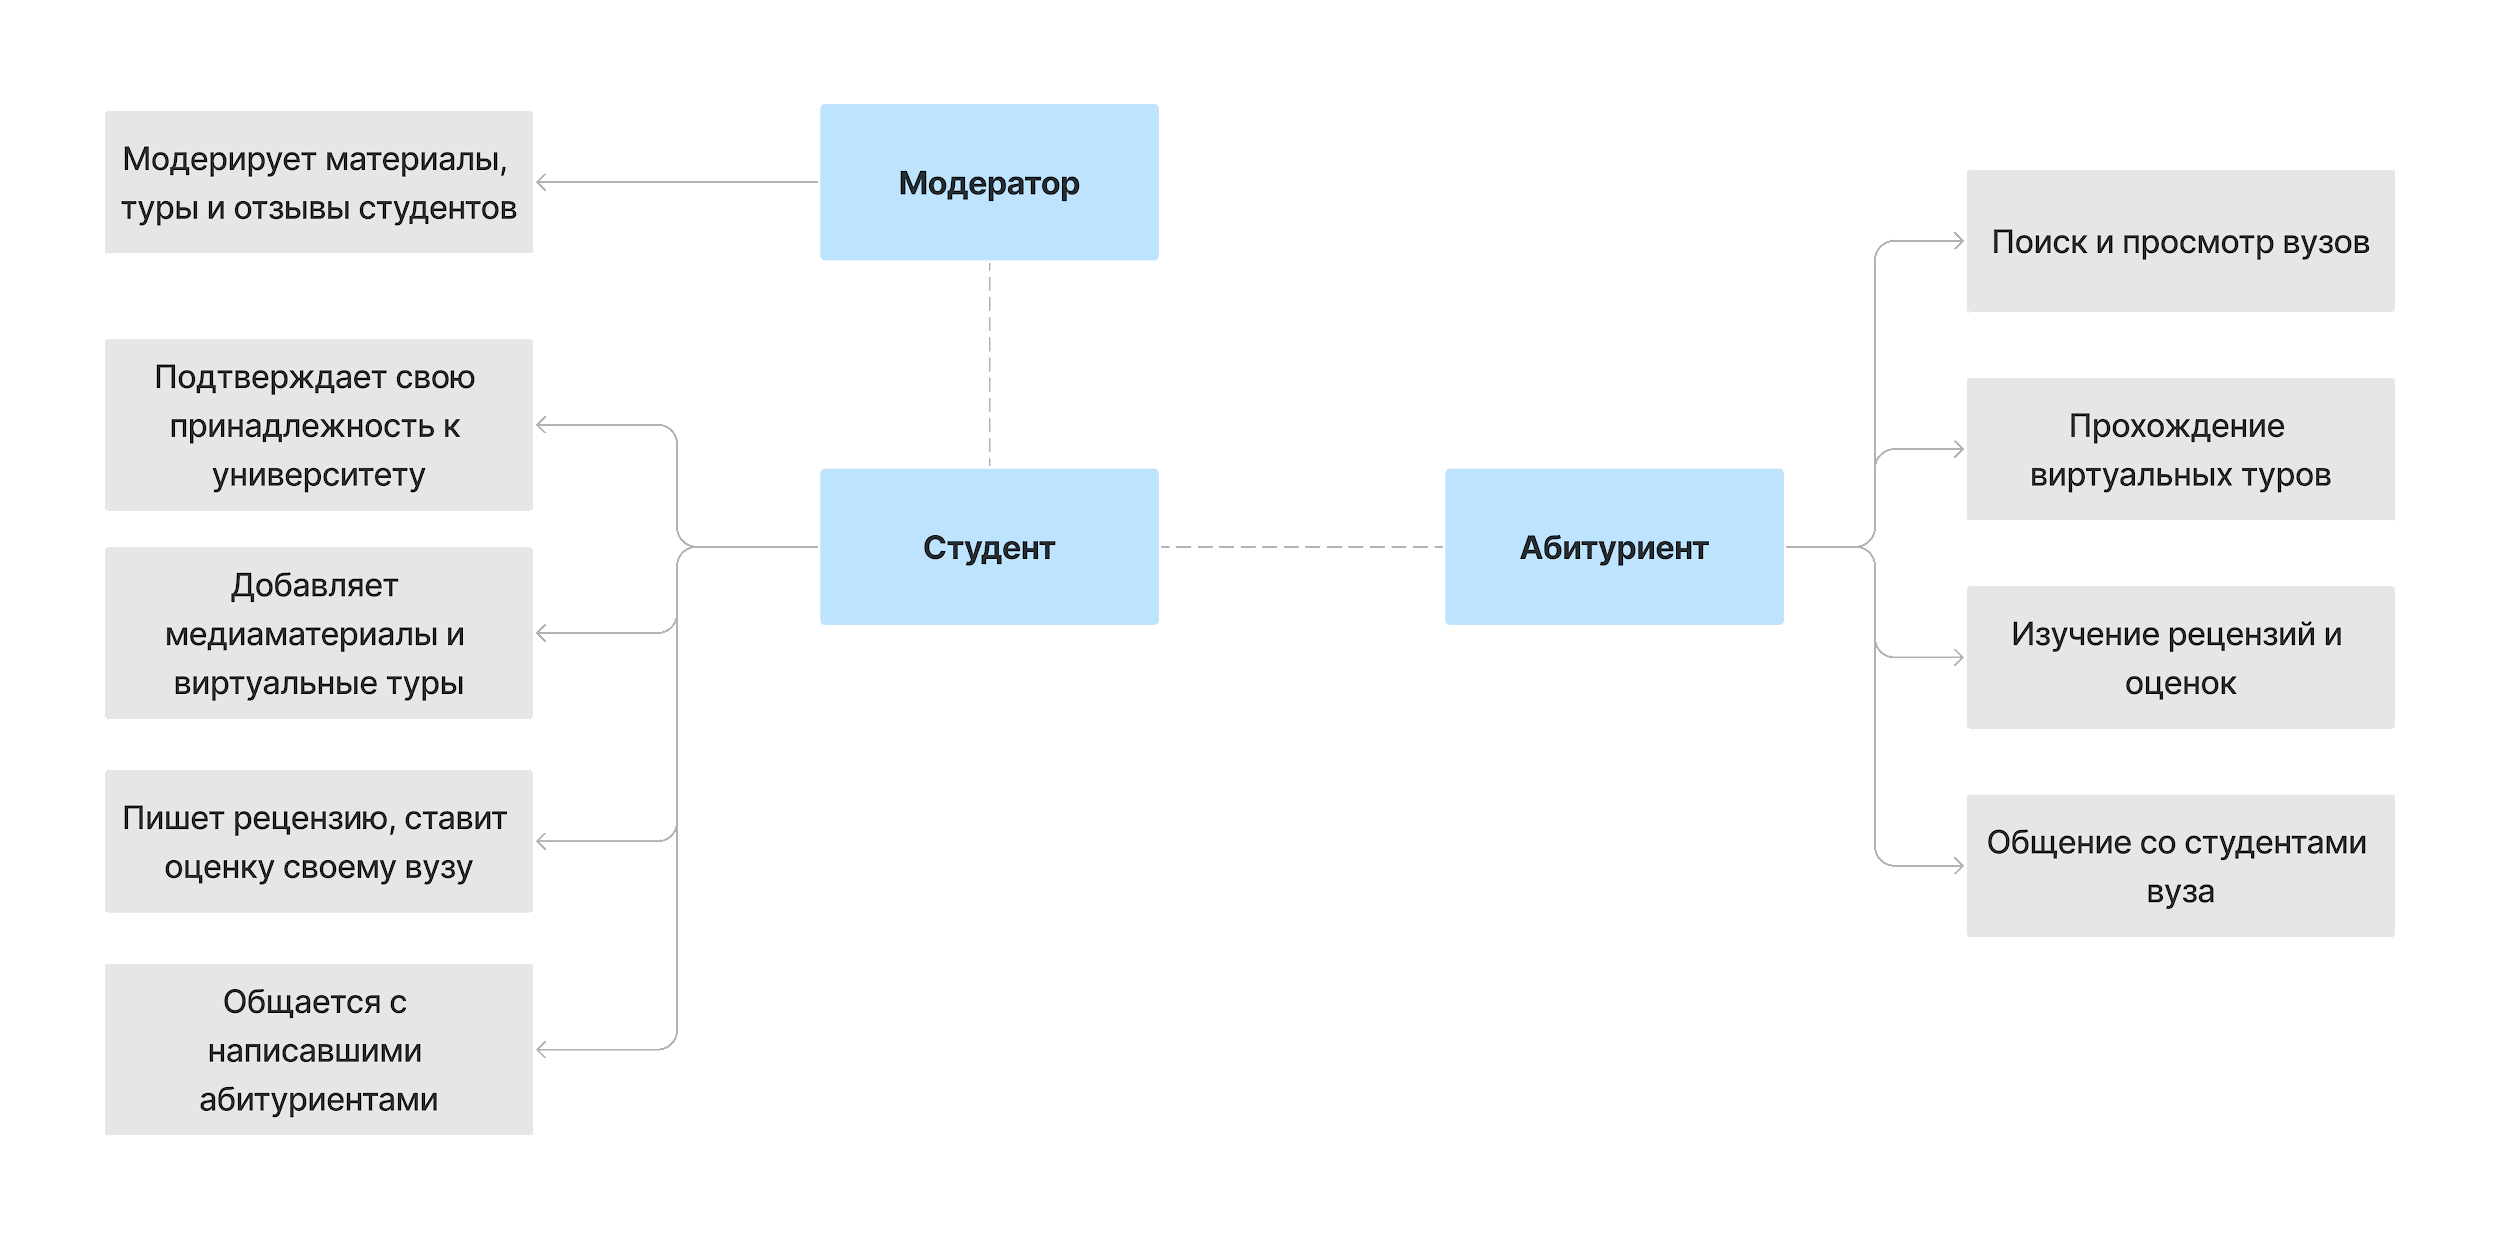 Модерирует материалы,
туры и отзывы студентов
Модератор
Поиск и просмотр вузов
Подтверждает свою
принадлежность к
университету
Прохождение
виртуальных туров
Студент
Абитуриент
Добавляет
медиаматериалы и
виртуальные туры
Изучение рецензий и
оценок
Пишет рецензию, ставит
оценку своему вузу
Общение со студентами
вуза
Общается с
написавшими
абитуриентами